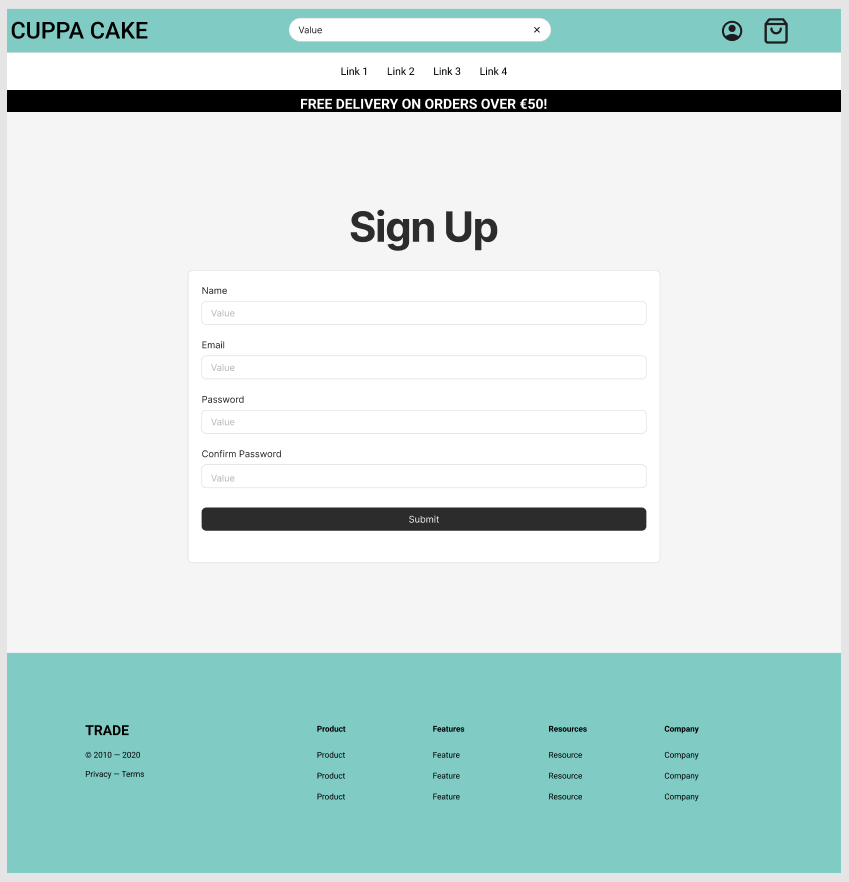 CUPPA CAKE
Value
Link 1 Link 2 Link 3 Link 4
FREE DELIVERY ON ORDERS OVER €50!
Sign Up
Name
Value
Email
Value
Password
Value
Confirm Password
Value
Submit
TRADE
© 2010 — 2020
Privacy — Terms
Product
Product
Product
Product
Features
Feature
Feature
Feature
Resources
Resource
Resource
Resource
Company
Company
Company
Company